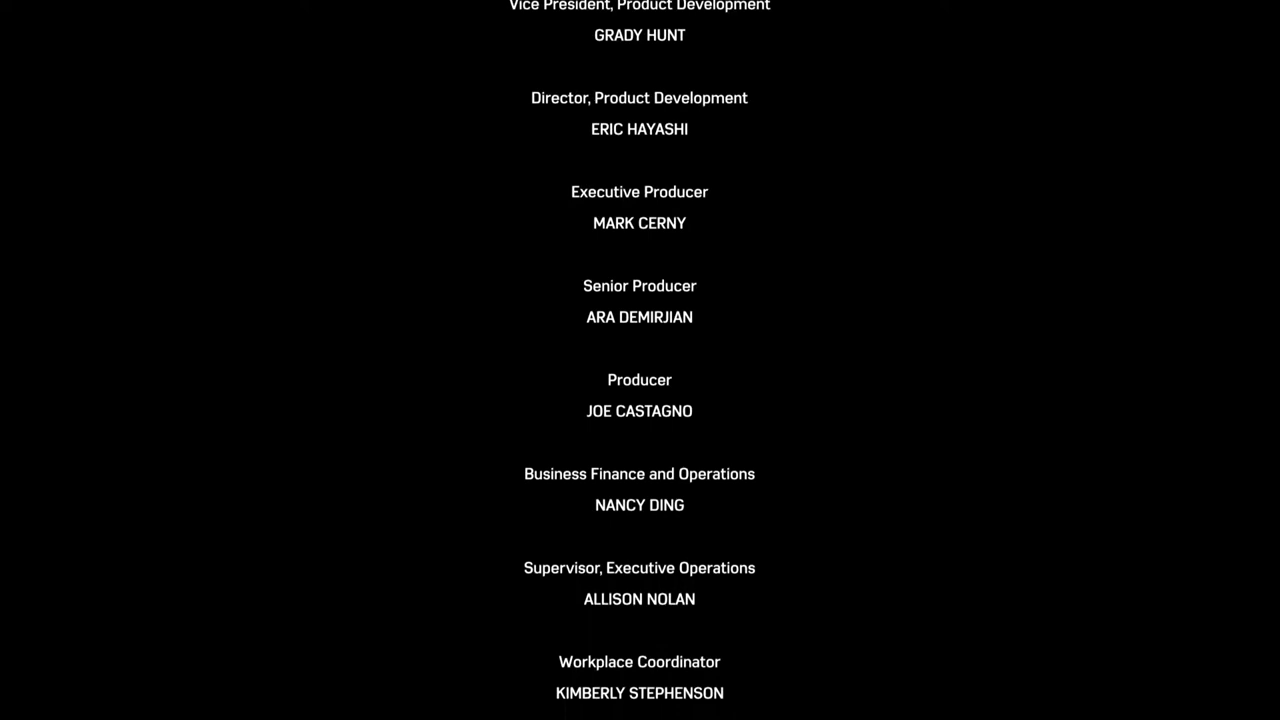 Vice President, Product Development
GRADY HUNT
Director, Product Development
ERIC HAYASHI
Executive Producer
MARK CERNY
Senior Producer
ARA DEMIRJIAN
Producer
JOE CASTAGNO
Business Finance and Operations
NANCY DING
Supervisor, Executive Operations
ALLISON NOLAN
Workplace Coordinator
KIMBERLY STEPHENSON